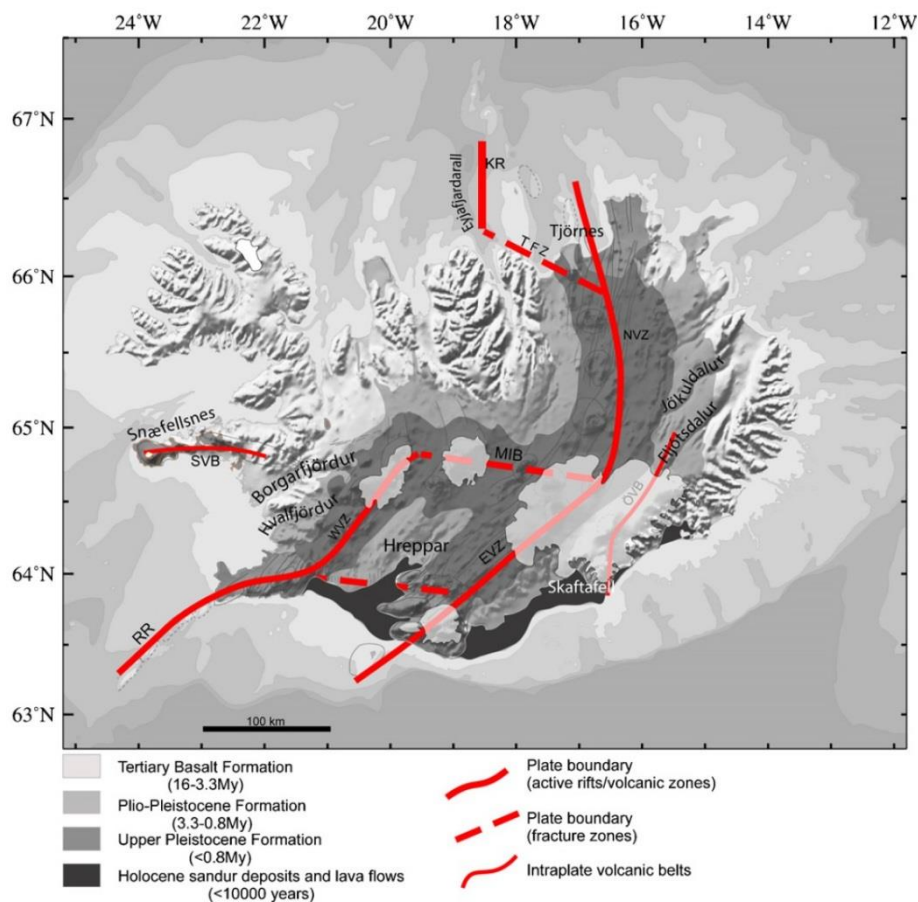 24°W 22°W 20°W 18°W 16°W 14°W 12°W
67°N
66°N
65°N
64°N
63°N
Eyjafjardarall
KR
TFZ
Tjörnes
NVZ
Jökuldalur
Fljótsdalur
Snæfellsnes
SVB
Borgarfjördur
Hvalfjördur
WVZ
MIB
ÖVB
Hreppar
EVZ
Skaftafell
RR
100 km
Tertiary Basalt Formation
(16-3.3My)
Plio-Pleistocene Formation
(3.3-0.8My)
Upper Pleistocene Formation
(<0.8My)
Holocene sandur deposits and lava flows
(<10000 years)
Plate boundary
(active rifts/volcanic zones)
Plate boundary
(fracture zones)
Intraplate volcanic belts